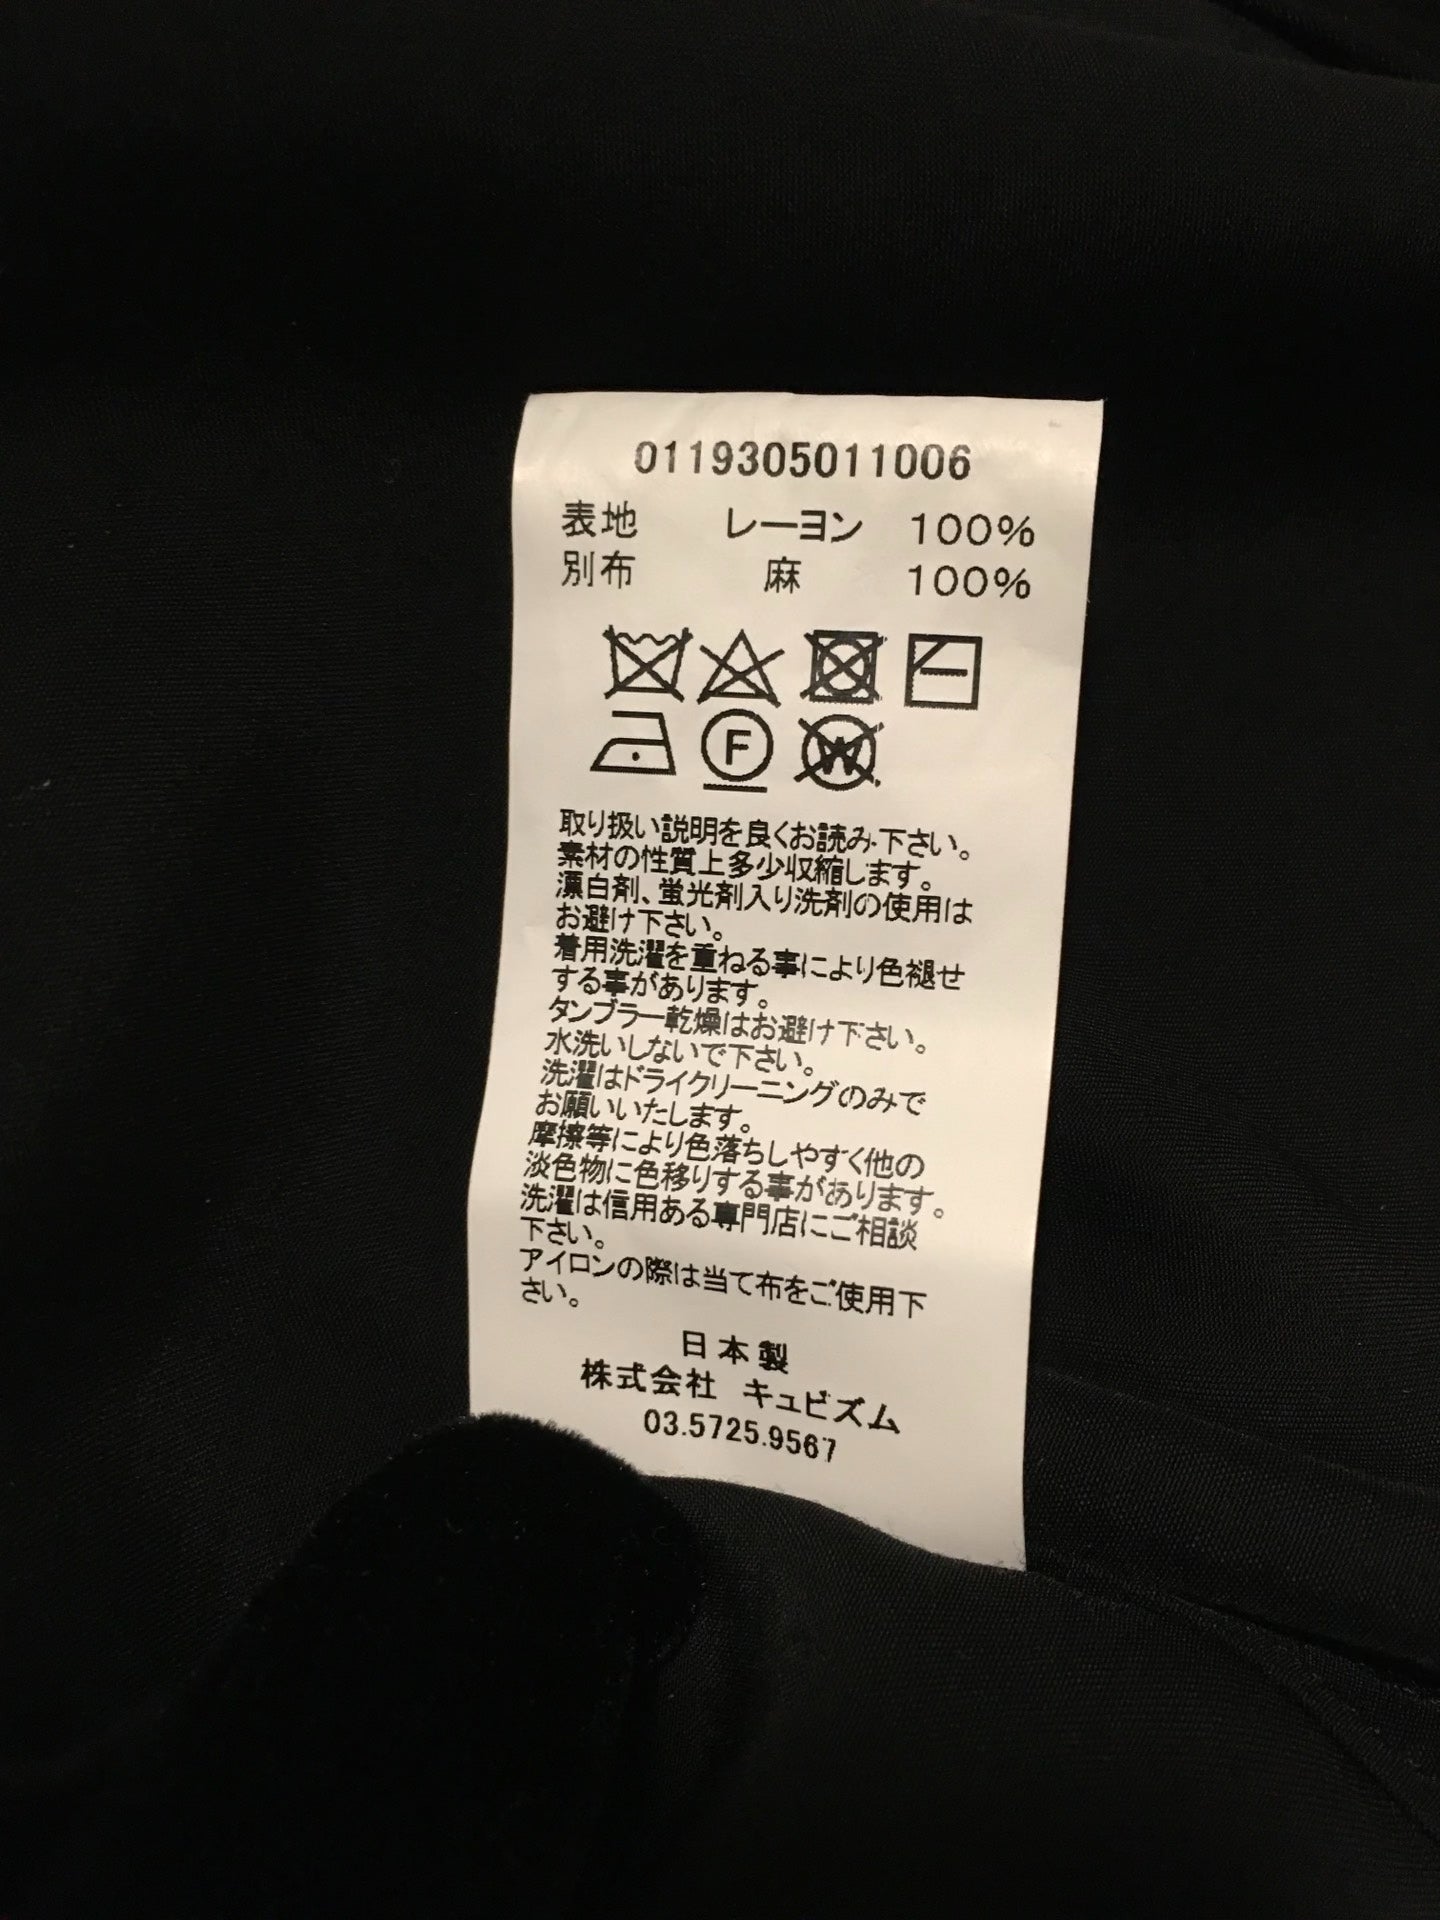 0119305011006
表地 レーヨン 100%
別布 麻 100%
F
W
取り扱い説明を良くお読み下さい。
素材の性質上多少収縮します。
漂白剤、蛍光剤入り洗剤の使用は
お避け下さい。
着用洗濯を重ねる事により色褪せ
する事があります。
タンブラー乾燥はお避け下さい。
水洗いしないで下さい。
洗濯はドライクリーニングのみで
お願いいたします。
摩擦等により色落ちしやすく他の
淡色物に色移りする事があります。
洗濯は信用ある専門店にご相談
下さい。
アイロンの際は当て布をご使用下
さい。
日本製
株式会社 キュビズム
03.5725.9567